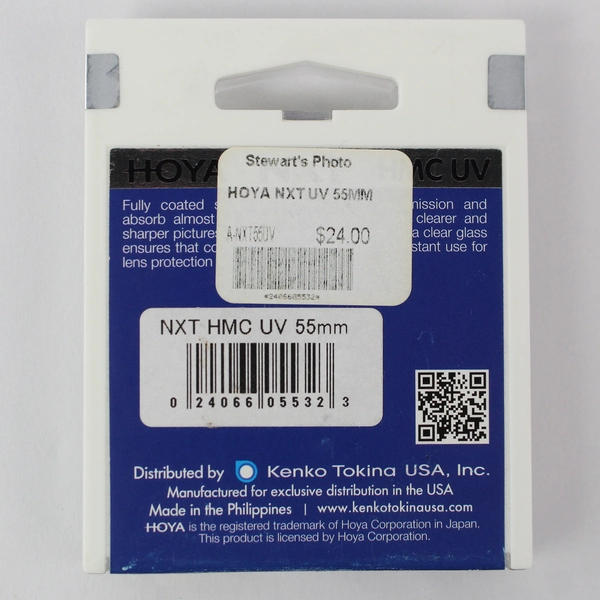 Stewart's Photo
HOYA HMC UV
HOYA NXT UV 55MM
A-NXT55UV $24.00
*2406605532*
Fully coated s mission and
absorb almost clearer and
sharper pictures a clear glass
ensures that co stant use for
lens protection
NXT HMC UV 55mm
0 24066 05532 3
Distributed by Kenko Tokina USA, Inc.
Manufactured for exclusive distribution in the USA
Made in the Philippines | www.kenkotokinausa.com
HOYA is the registered trademark of Hoya Corporation in Japan.
This product is licensed by Hoya Corporation.